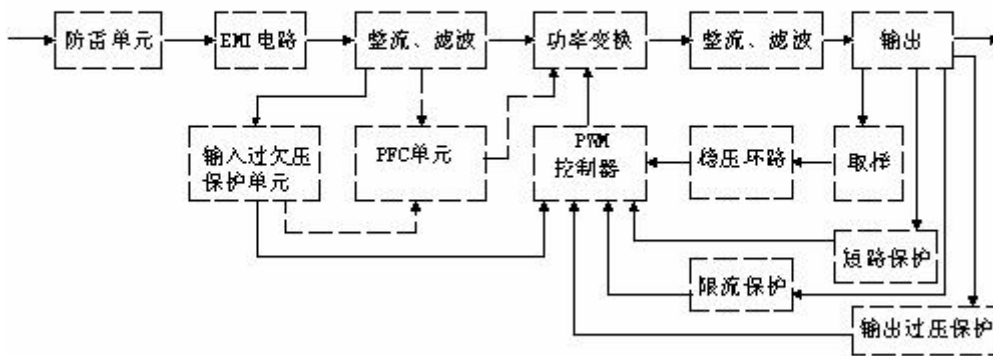 防雷单元
EMI电路
整流、滤波
功率变换
整流、滤波
输出
输入过欠压
保护单元
PFC单元
PWM
控制器
稳压环路
取样
短路保护
限流保护
输出过压保护